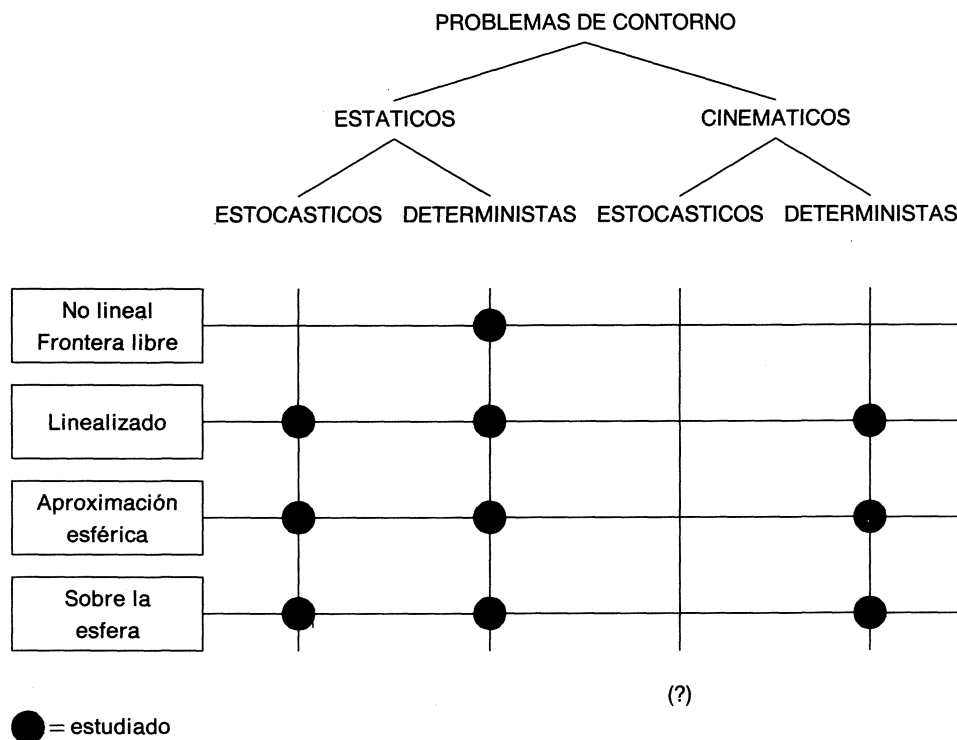 PROBLEMAS DE CONTORNO
ESTATICOS CINEMATICOS
ESTOCASTICOS DETERMINISTAS ESTOCASTICOS DETERMINISTAS
No lineal
Frontera libre
Linealizado
Aproximación
esférica
Sobre la
esfera
(?)
= estudiado